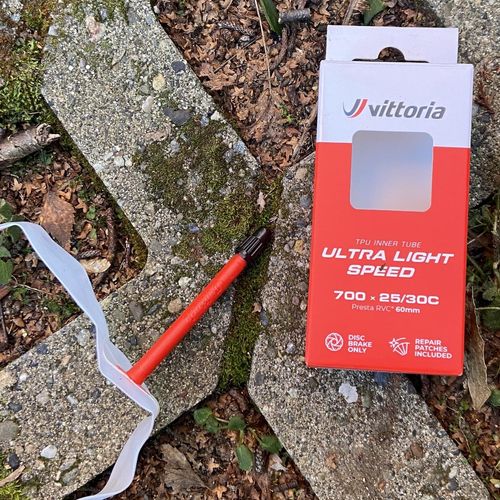 vittoria
TPU INNER TUBE
ULTRA LIGHT
SPEED
700 × 25/30C
Presta RVC 60mm
DISC
BRAKE
ONLY
REPAIR
PATCHES
INCLUDED